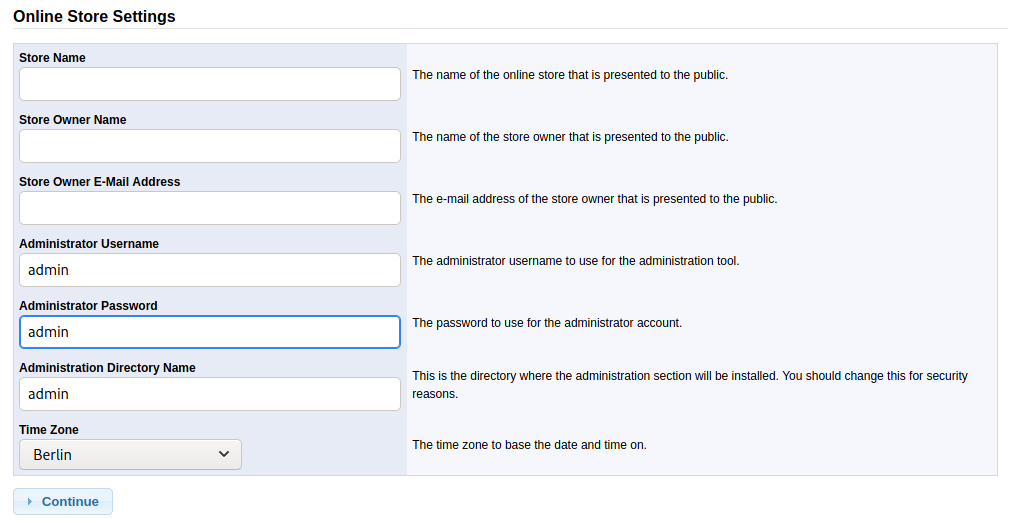 Online Store Settings
Store Name
The name of the online store that is presented to the public.
Store Owner Name
The name of the store owner that is presented to the public.
Store Owner E-Mail Address
The e-mail address of the store owner that is presented to the public.
Administrator Username
admin
The administrator username to use for the administration tool.
Administrator Password
admin
The password to use for the administrator account.
Administration Directory Name
admin
This is the directory where the administration section will be installed. You should change this for security
reasons.
Time Zone
Berlin
The time zone to base the date and time on.
Continue